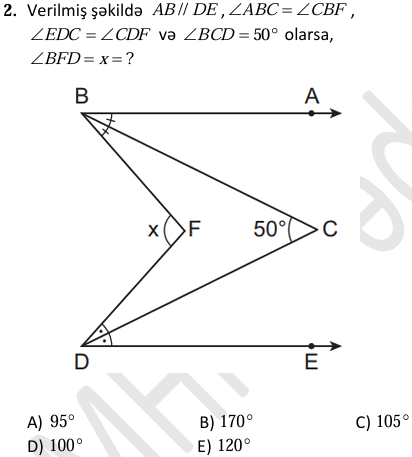 2. Verilmiş şəkildə AB // DE , ∠ABC = ∠CBF ,
∠EDC = ∠CDF və ∠BCD = 50° olarsa,
∠BFD = x = ?
B
A
x
F
50°
C
D
E
A) 95°
B) 170°
C) 105°
D) 100°
E) 120°